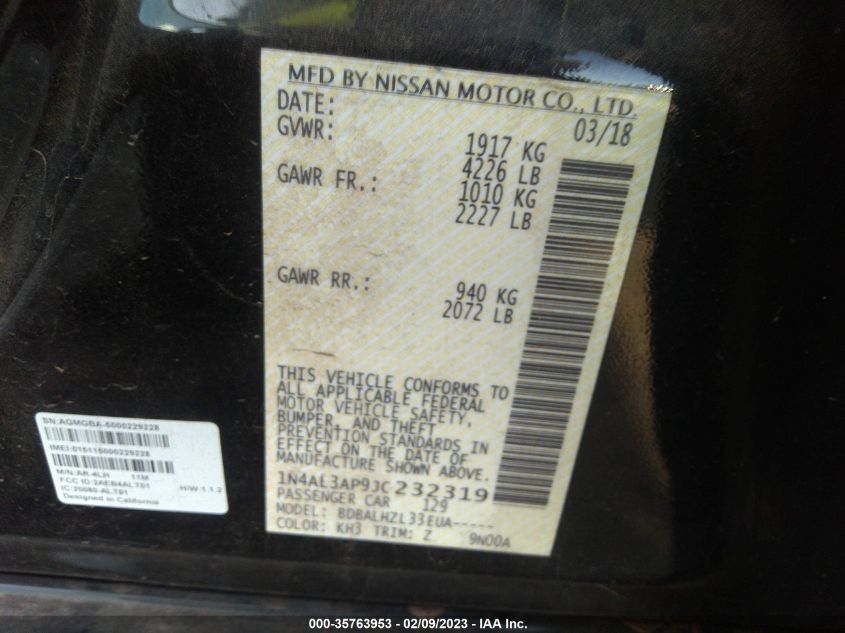 MFD BY NISSAN MOTOR CO., LTD.
DATE: 03/18
GVWR: 1917 KG
4226 LB
GAWR FR.: 1010 KG
2227 LB
GAWR RR.: 940 KG
2072 LB
THIS VEHICLE CONFORMS TO
ALL APPLICABLE FEDERAL
MOTOR VEHICLE SAFETY,
BUMPER, AND THEFT
PREVENTION STANDARDS IN
EFFECT ON THE DATE OF
MANUFACTURE SHOWN ABOVE.
1N4AL3AP9JC232319
PASSENGER CAR 129
MODEL: BDBALHZL33EUA-----
COLOR: KH3 TRIM: Z 9N00A
SN:AGMGBA-5000229228
IMEI:015115000229228
M/N:AR-4LH 11M
FCC ID:2AEB4ALT01
IC:20080-ALT01 H/W:1.1.2
Designed in California
000-35763953 - 02/09/2023 - IAA Inc.